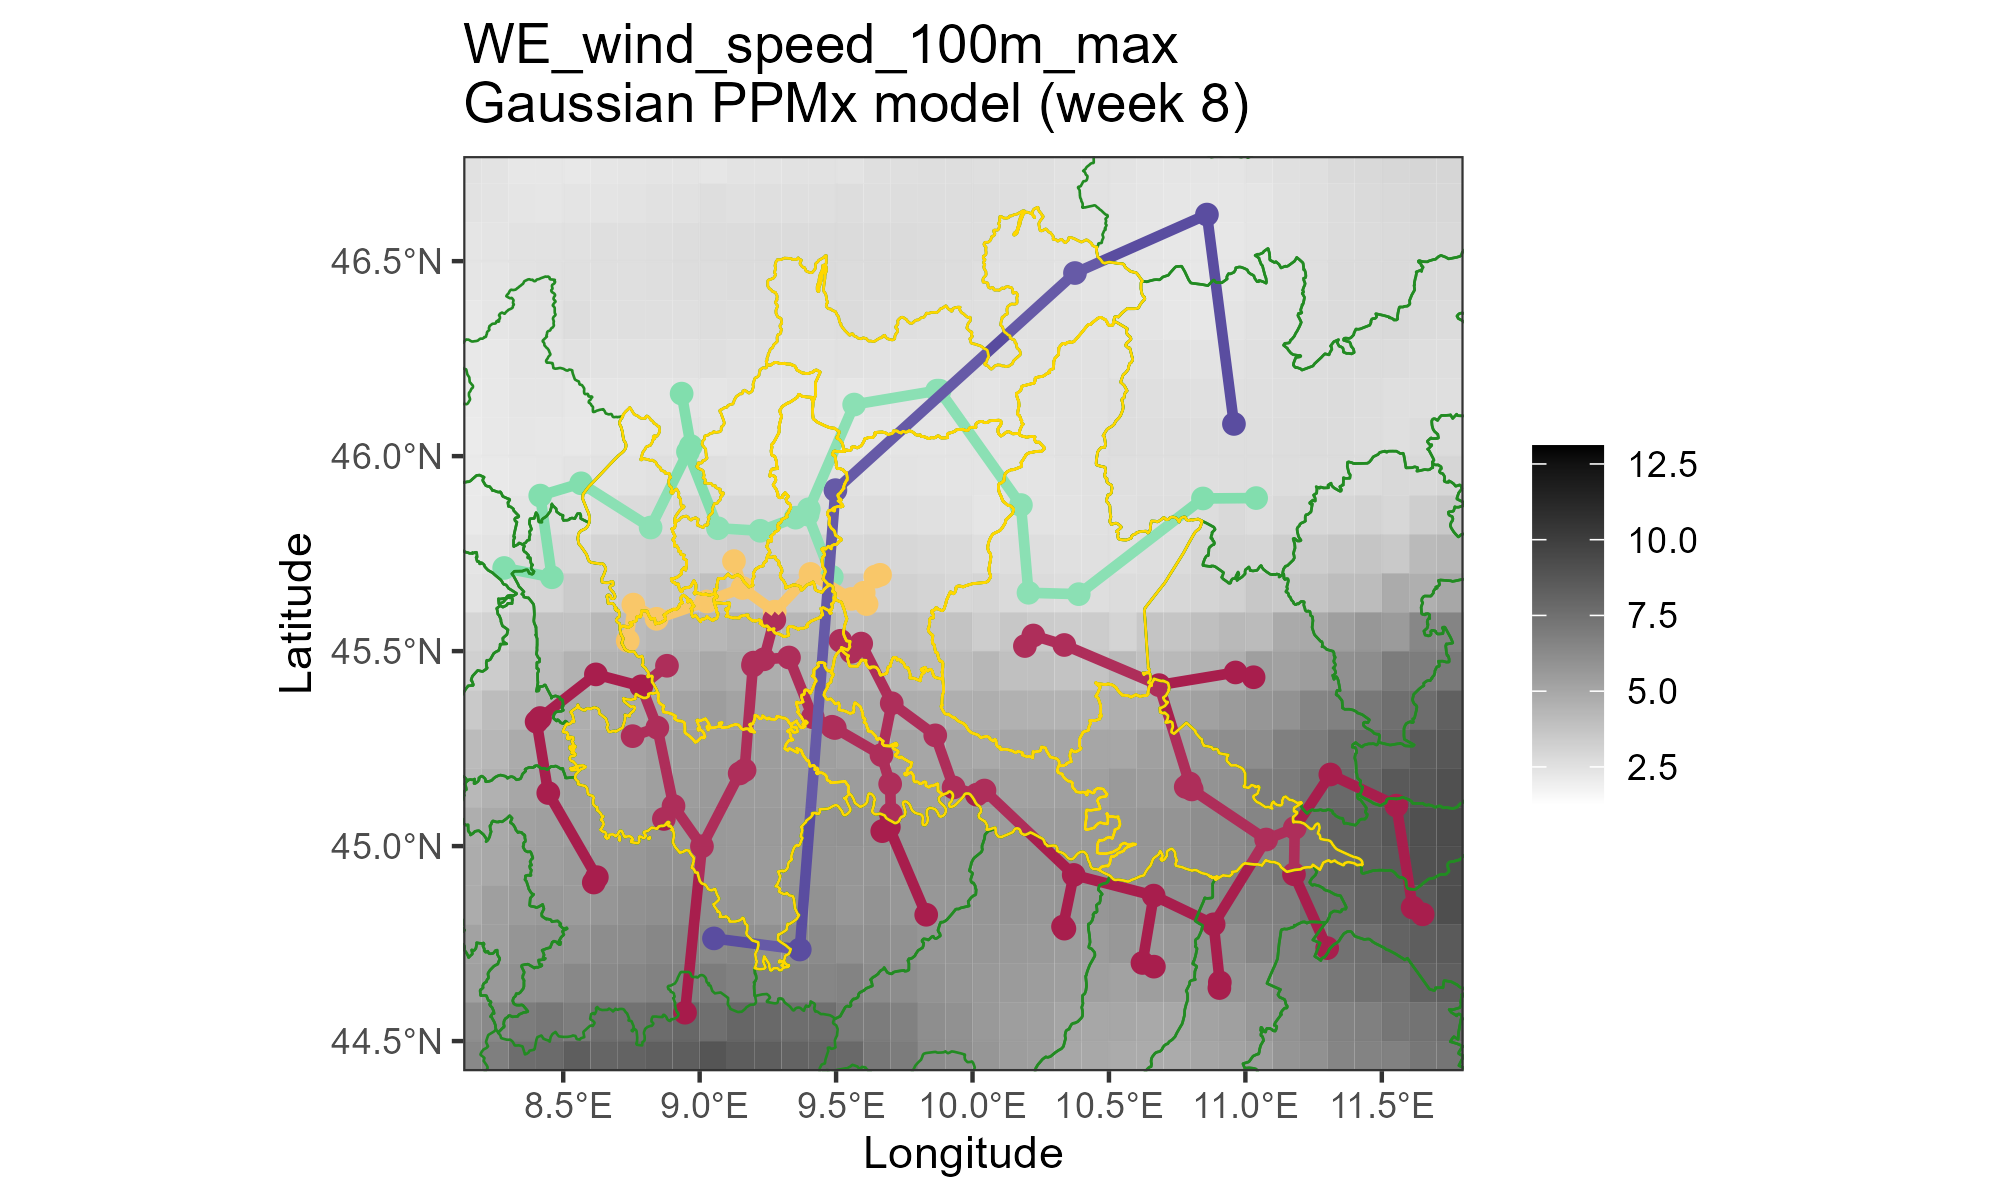 WE_wind_speed_100m_max
Gaussian PPMx model (week 8)
Latitude
46.5°N
46.0°N
45.5°N
45.0°N
44.5°N
8.5°E 9.0°E 9.5°E 10.0°E 10.5°E 11.0°E 11.5°E
Longitude
12.5
10.0
7.5
5.0
2.5